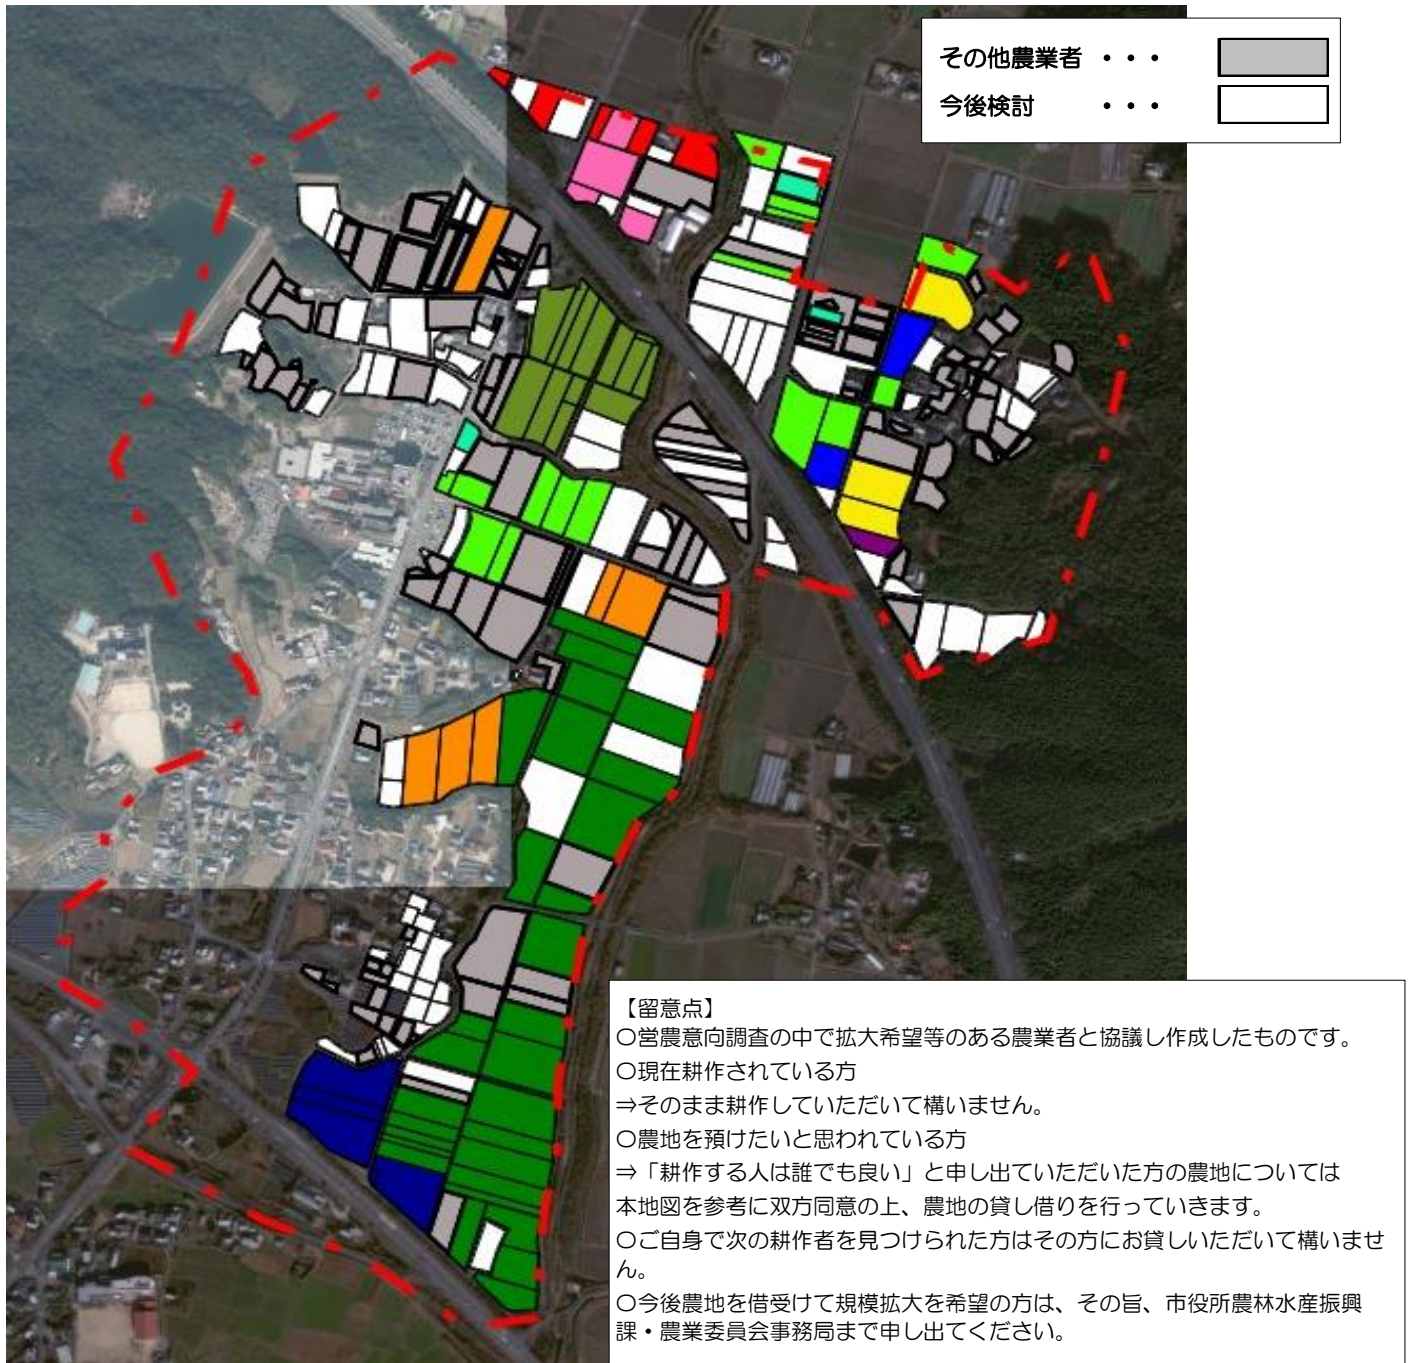 その他農業者 ・・・
今後検討 ・・・
【留意点】
○営農意向調査の中で拡大希望等のある農業者と協議し作成したものです。
○現在耕作されている方
⇒そのまま耕作していただいて構いません。
○農地を預けたいと思われている方
⇒「耕作する人は誰でも良い」と申し出ていただいた方の農地については
本地図を参考に双方同意の上、農地の貸し借りを行っていきます。
○ご自身で次の耕作者を見つけられた方はその方にお貸しいただいて構いませ
ん。
○今後農地を借受けて規模拡大を希望の方は、その旨、市役所農林水産振興
課・農業委員会事務局まで申し出てください。